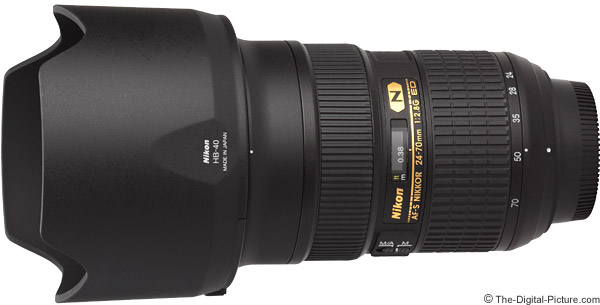 Nikon
HB-40
MADE IN JAPAN
N
Nikon
AF-S NIKKOR 24-70mm 1:2.8G ED
ft
m
0.38
M/A
M
24
28
35
50
70
© The-Digital-Picture.com